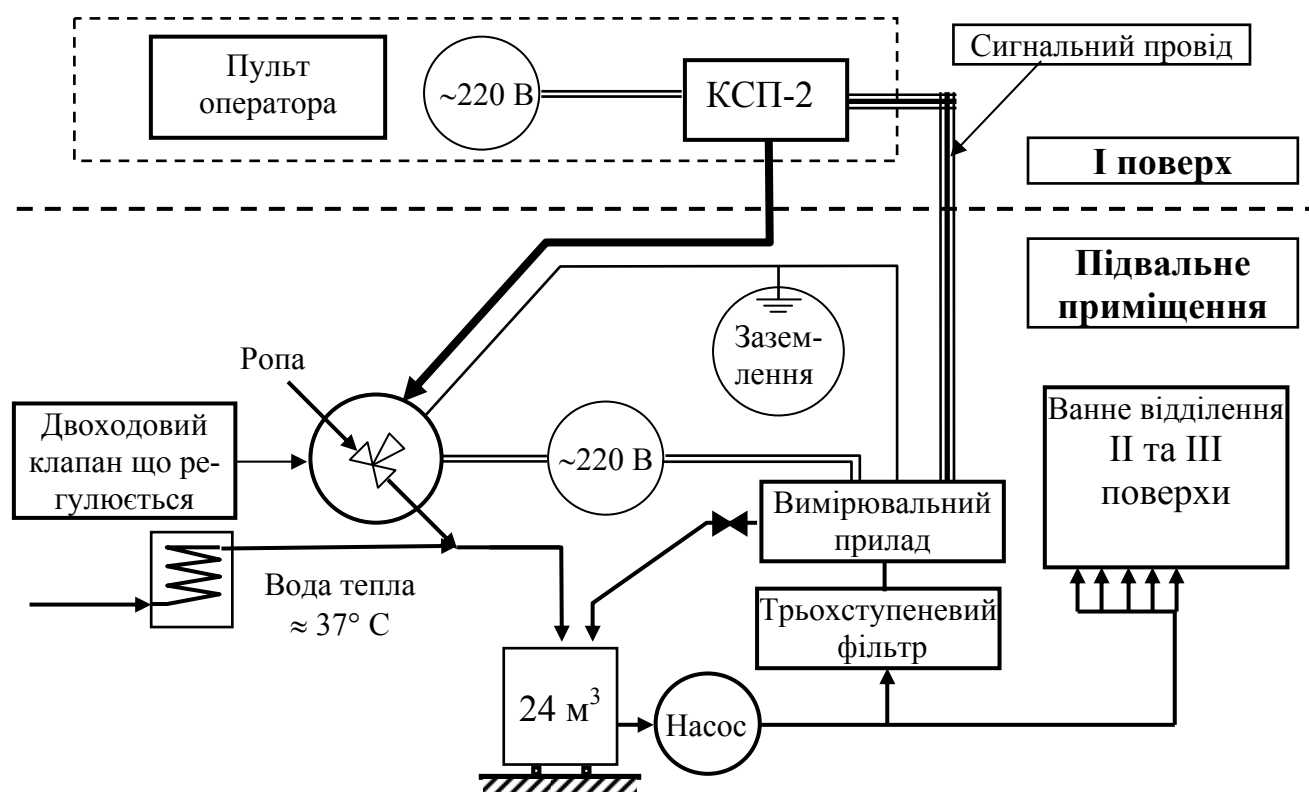 Пульт
оператора
~220 В
КСП-2
Сигнальний провід
І поверх
Підвальне
приміщення
Зазем-
лення
Ропа
Двоходовий
клапан що ре-
гулюється
~220 В
Ванне відділення
ІІ та ІІІ
поверхи
Вимірювальний
прилад
Вода тепла
≈ 37° С
Трьохступеневий
фільтр
24 м³
Насос